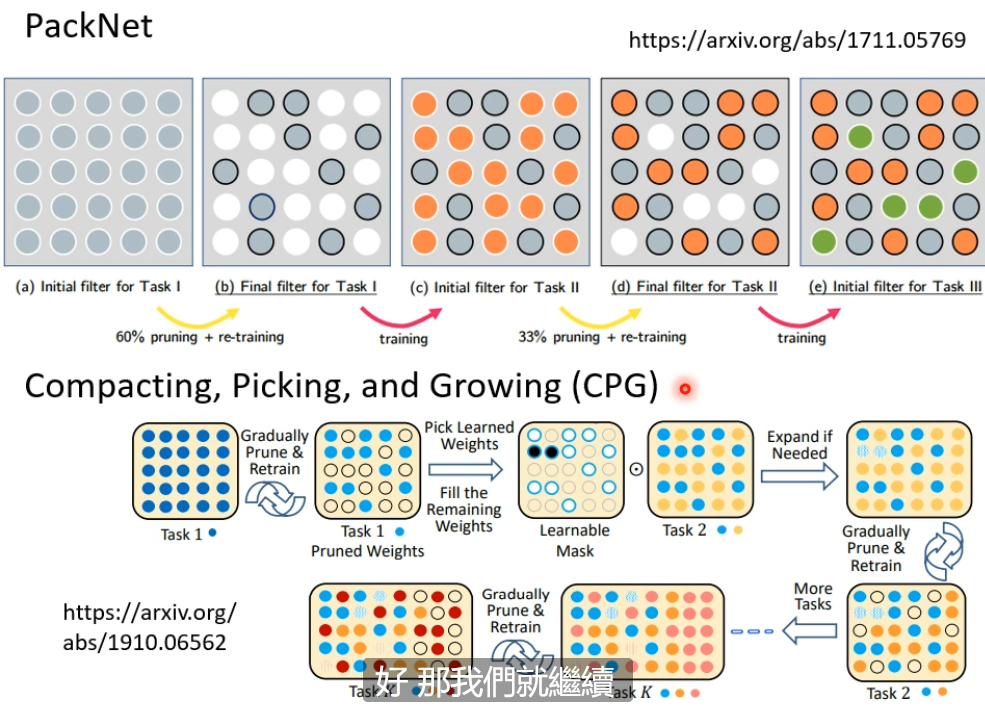 PackNet
https://arxiv.org/abs/1711.05769
(a) Initial filter for Task I
(b) Final filter for Task I
(c) Initial filter for Task II
(d) Final filter for Task II
(e) Initial filter for Task III
60% pruning + re-training
training
33% pruning + re-training
training
Compacting, Picking, and Growing (CPG)
Gradually
Prune &
Retrain
Pick Learned
Weights
Fill the
Remaining
Weights
Expand if
Needed
Task 1
Task 1
Pruned Weights
Learnable
Mask
Task 2
Gradually
Prune &
Retrain
https://arxiv.org/
abs/1910.06562
Gradually
Prune &
Retrain
More
Tasks
Task
Task K
Task 2
好 那我們就繼續